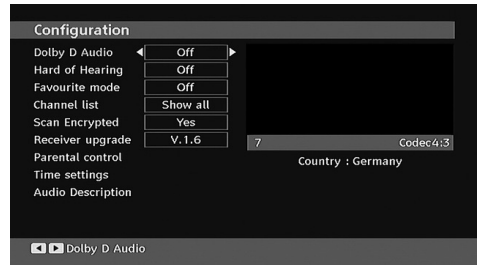 Configuration
Dolby D Audio Off
Hard of Hearing Off
Favourite mode Off
Channel list Show all
Scan Encrypted Yes
Receiver upgrade V.1.6
Parental control
Time settings
Audio Description
7 Codec4:3
Country : Germany
Dolby D Audio